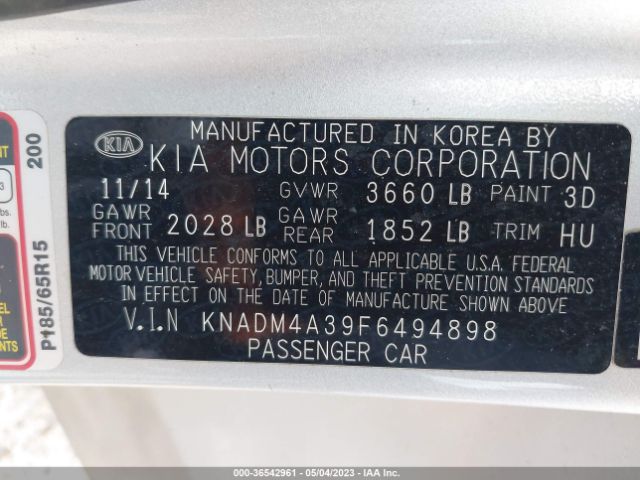 MANUFACTURED IN KOREA BY
KIA KIA MOTORS CORPORATION
11/14 GVWR 3660 LB PAINT 3D
GAWR FRONT 2028 LB GAWR REAR 1852 LB TRIM HU
THIS VEHICLE CONFORMS TO ALL APPLICABLE U.S.A. FEDERAL
MOTOR VEHICLE SAFETY, BUMPER, AND THEFT PREVENTION STANDARDS
IN EFFECT ON THE DATE OF MANUFACTURE SHOWN ABOVE
V.I.N KNADM4A39F6494898
PASSENGER CAR
200
P185/65R15
3
lbs.
lb.
000 - 36542961 - 05/04/2023 - IAA Inc.